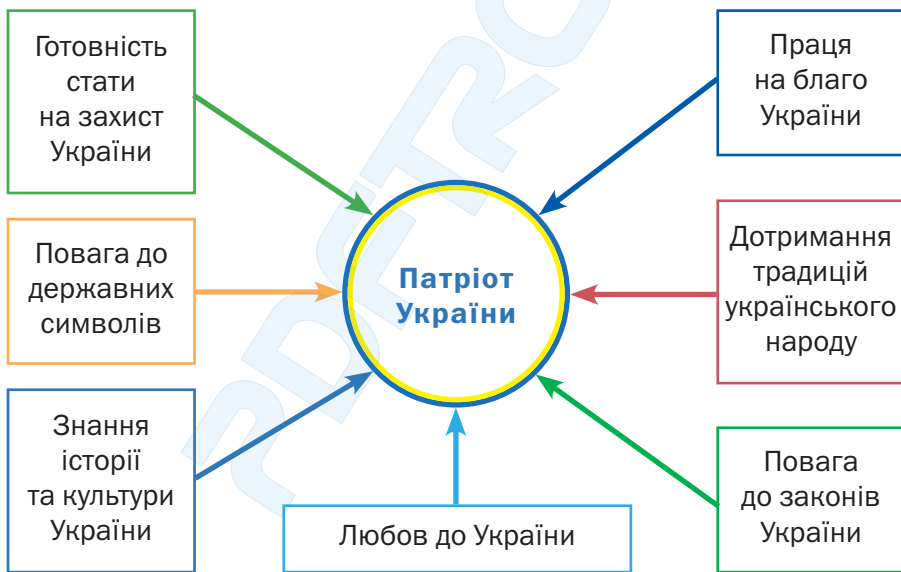 Готовність
стати
на захист
України
Праця
на благо
України
Повага до
державних
символів
Патріот
України
Дотримання
традицій
українського
народу
Знання
історії
та культури
України
Любов до України
Повага
до законів
України